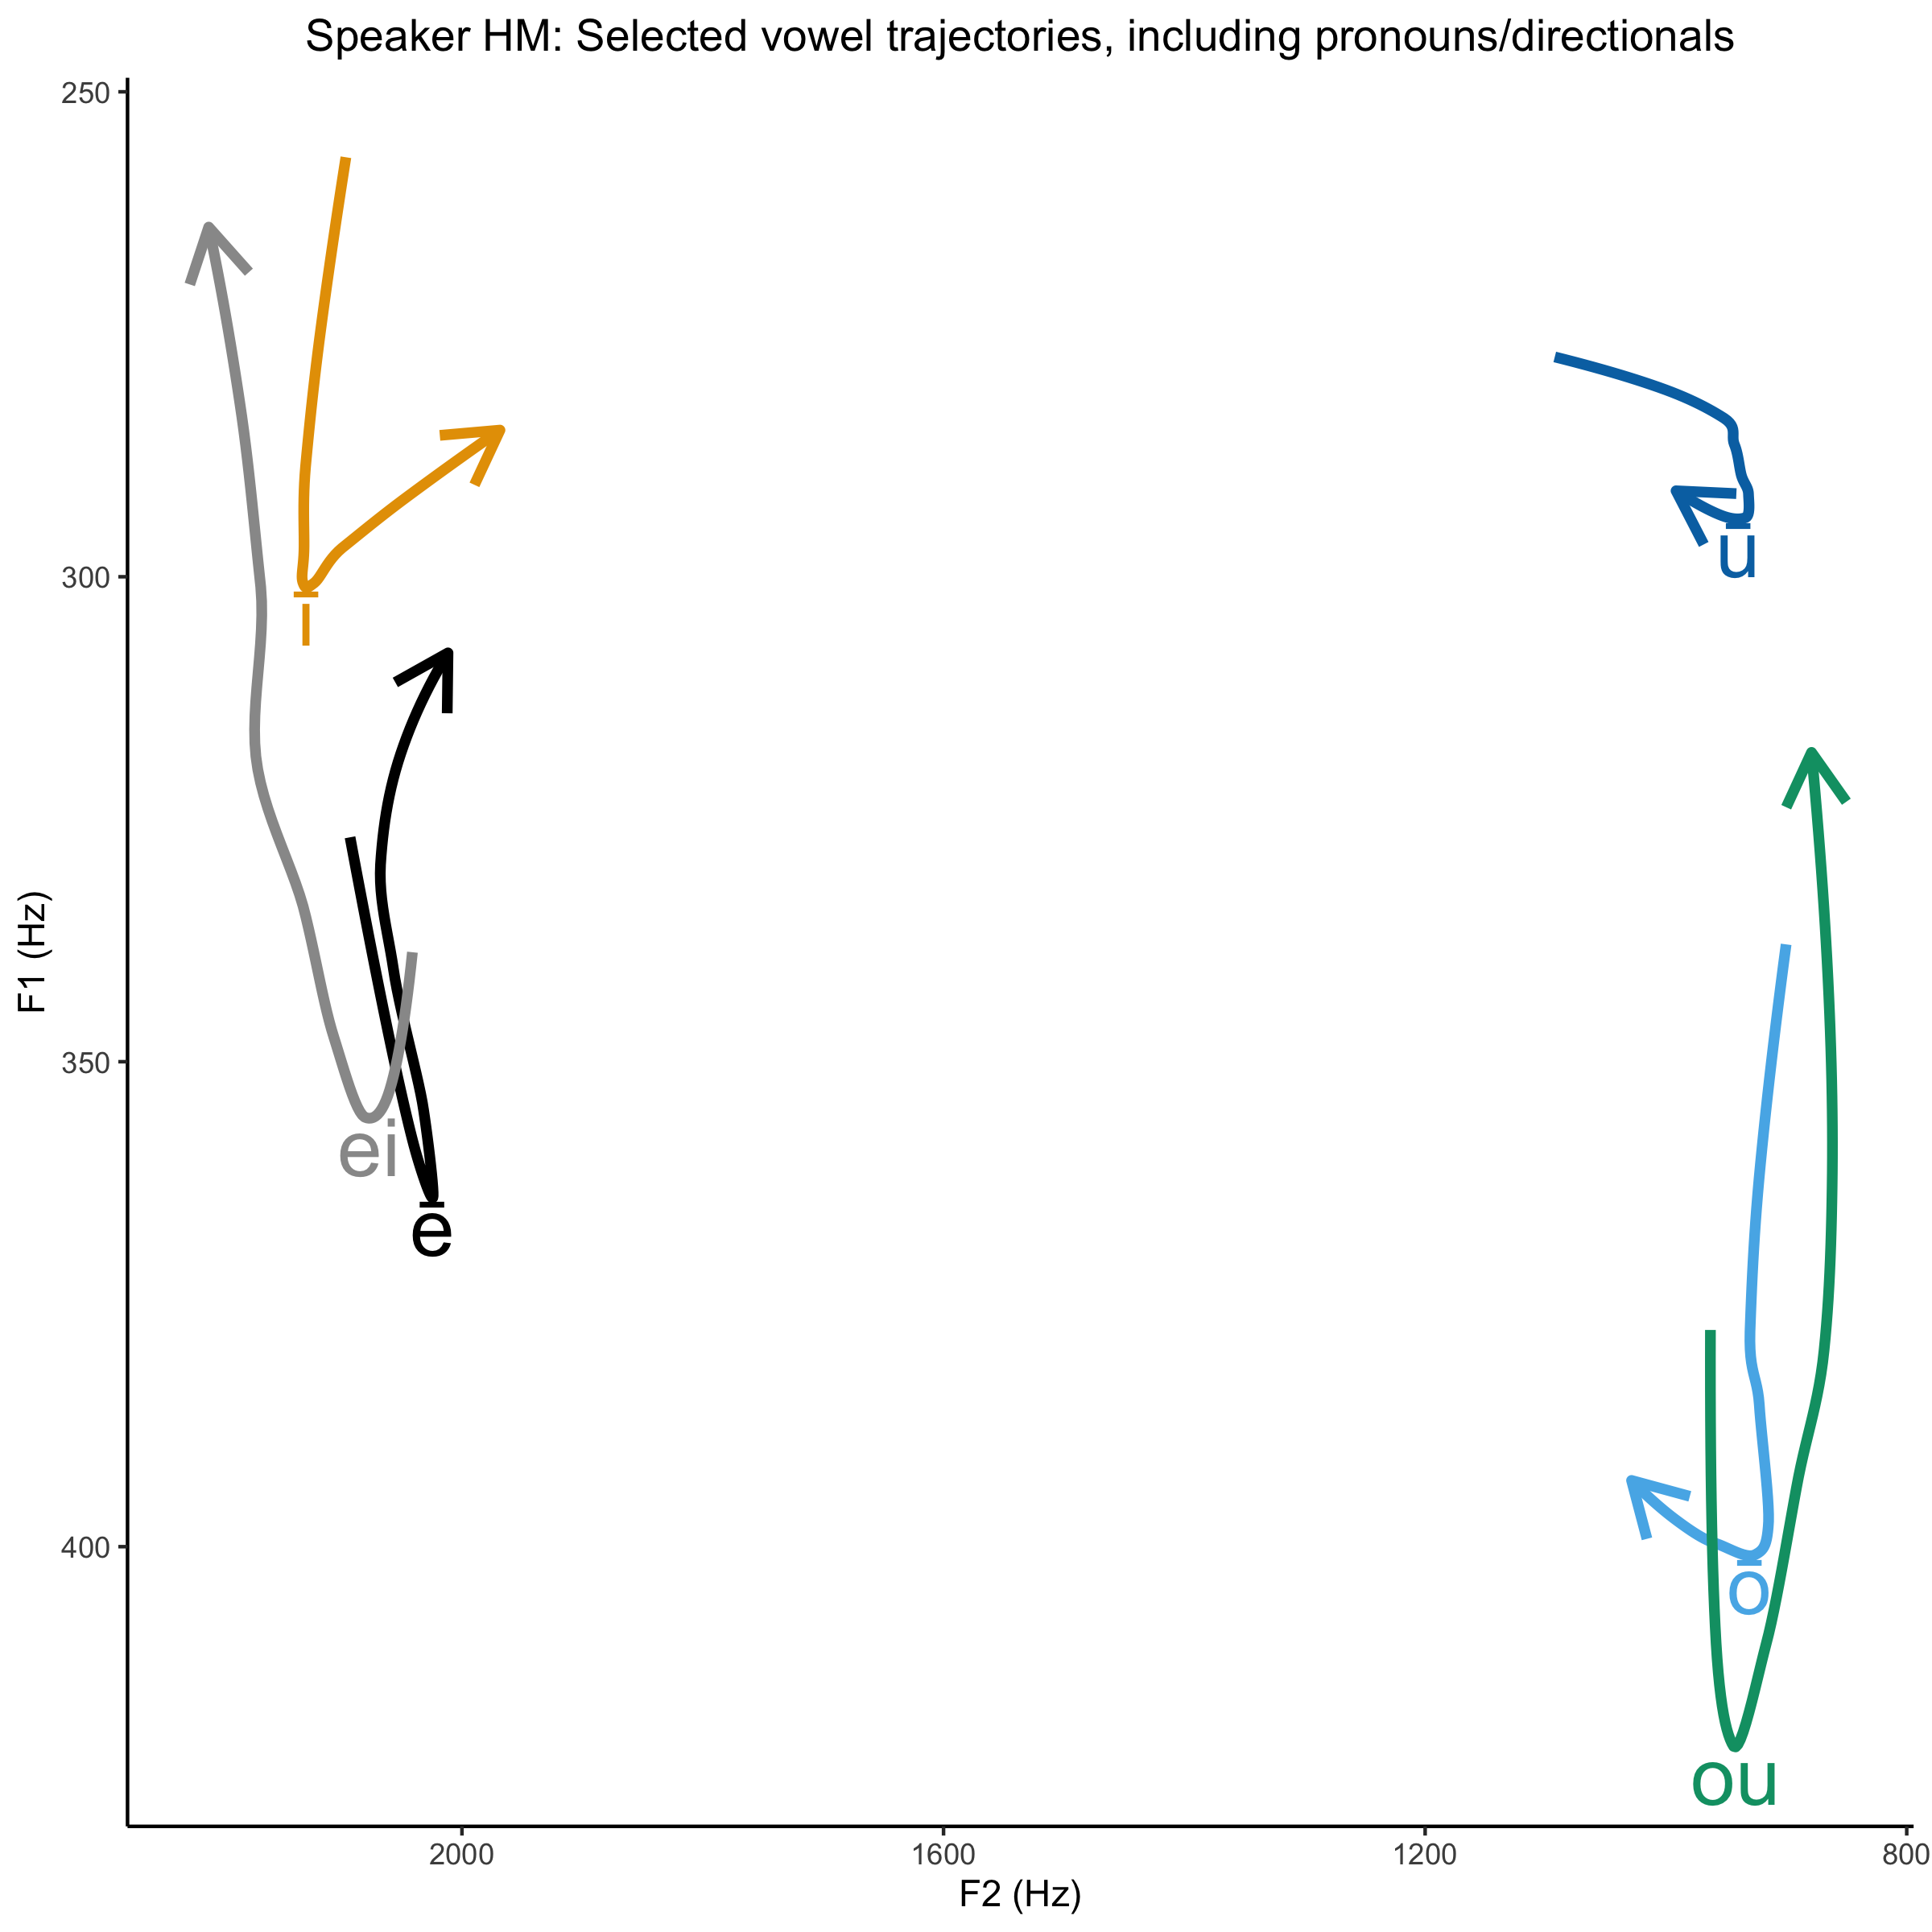 Speaker HM: Selected vowel trajectories, including pronouns/directionals
250
300
350
400
F1 (Hz)
ī
ū
ei
ē
ō
ou
2000
1600
1200
800
F2 (Hz)